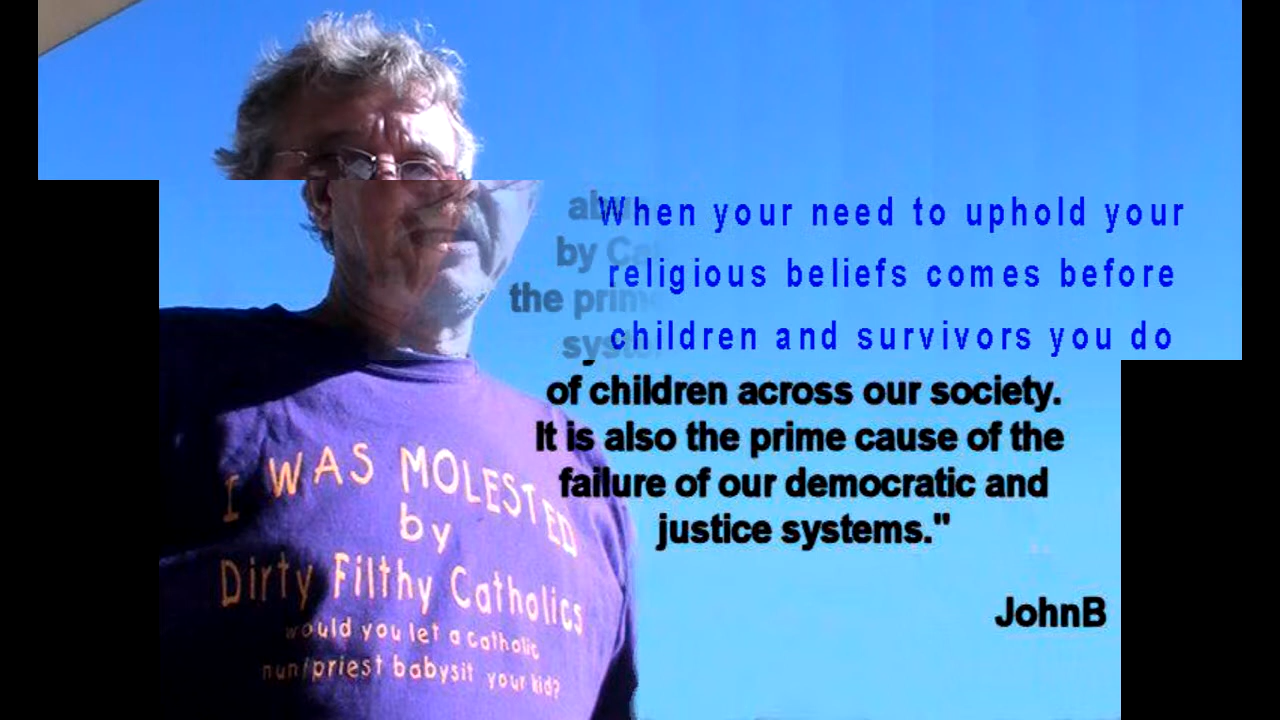 When your need to uphold your
religious beliefs comes before
by
the
children and survivors you do
of children across our society.
It is also the prime cause of the
failure of our democratic and
justice systems."
JohnB
I WAS MOLESTED
by
Dirty Filthy Catholics
would you let a catholic
nun/priest babysit your kid?